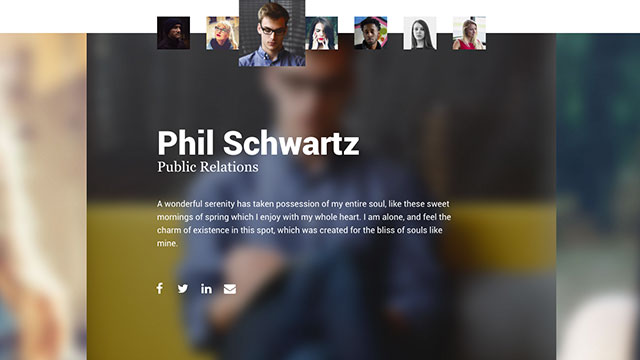 Phil Schwartz
Public Relations
A wonderful serenity has taken possession of my entire soul, like these sweet
mornings of spring which I enjoy with my whole heart. I am alone, and feel the
charm of existence in this spot, which was created for the bliss of souls like
mine.